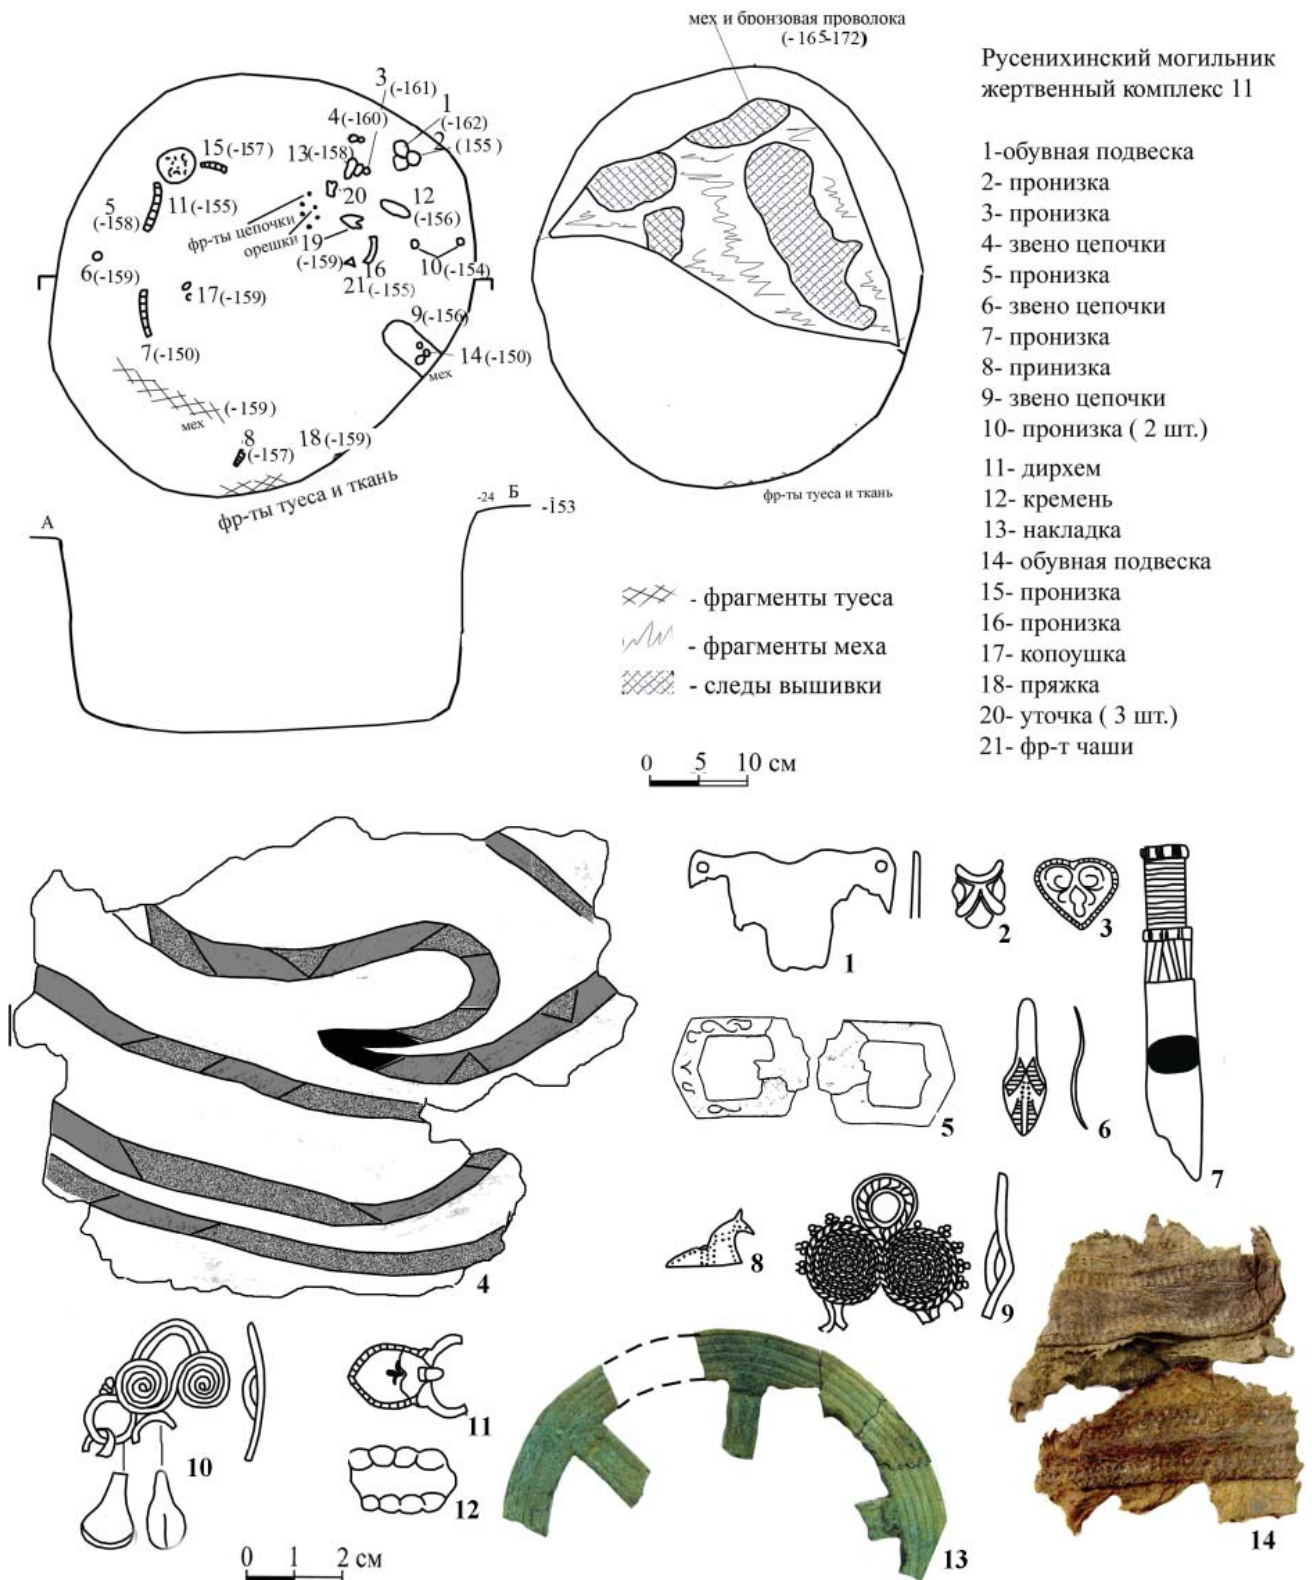 мех и бронзовая проволока
(-165-172)
Русенихинский могильник
жертвенный комплекс 11
3 (-161)
4 (-160)
1
(-162)
2
(155)
15 (-157)
13(-158)
20
12
(-156)
5
(-158)
11 (-155)
фр-ты цепочки
орешки
19
(-159)
16
21(-155)
10(-154)
6(-159)
17(-159)
9(-156)
14 (-150)
мех
7(-150)
(-159)
мех
8
(-157)
18(-159)
фр-ты туеса и ткань
фр-ты туеса и ткань
А
-24 Б
-153
1-обувная подвеска
2- пронизка
3- пронизка
4- звено цепочки
5- пронизка
6- звено цепочки
7- пронизка
8- принизка
9- звено цепочки
10- пронизка ( 2 шт.)
11- дирхем
12- кремень
13- накладка
14- обувная подвеска
15- пронизка
16- пронизка
17- копоушка
18- пряжка
20- уточка ( 3 шт.)
21- фр-т чаши
- фрагменты туеса
- фрагменты меха
- следы вышивки
0 5 10 см
1
2
3
4
5
6
7
8
9
10
11
12
13
14
0 1 2 см